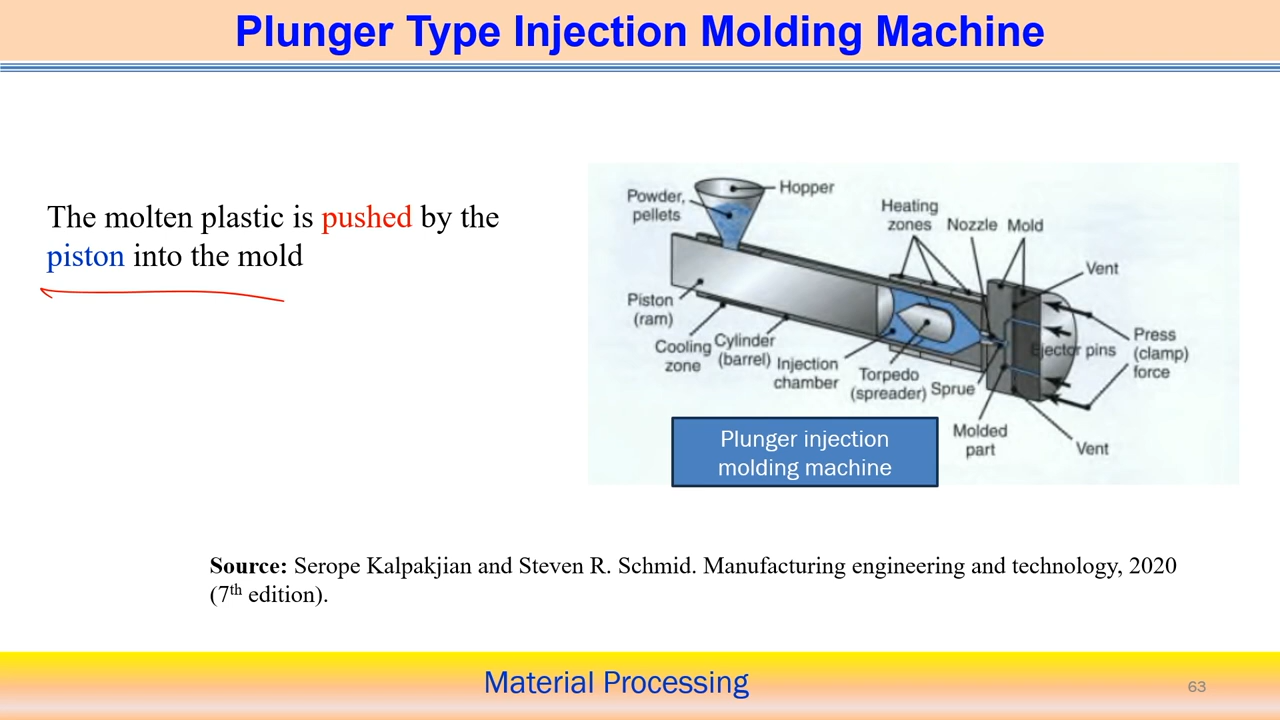 Plunger Type Injection Molding Machine
The molten plastic is pushed by the
piston into the mold
Powder,
pellets
Hopper
Heating
zones
Nozzle
Mold
Vent
Piston
(ram)
Cooling
zone
Cylinder
(barrel)
Injection
chamber
Torpedo
(spreader)
Sprue
Ejector pins
Press
(clamp)
force
Molded
part
Vent
Plunger injection
molding machine
Source: Serope Kalpakjian and Steven R. Schmid. Manufacturing engineering and technology, 2020
(7th edition).
Material Processing
63